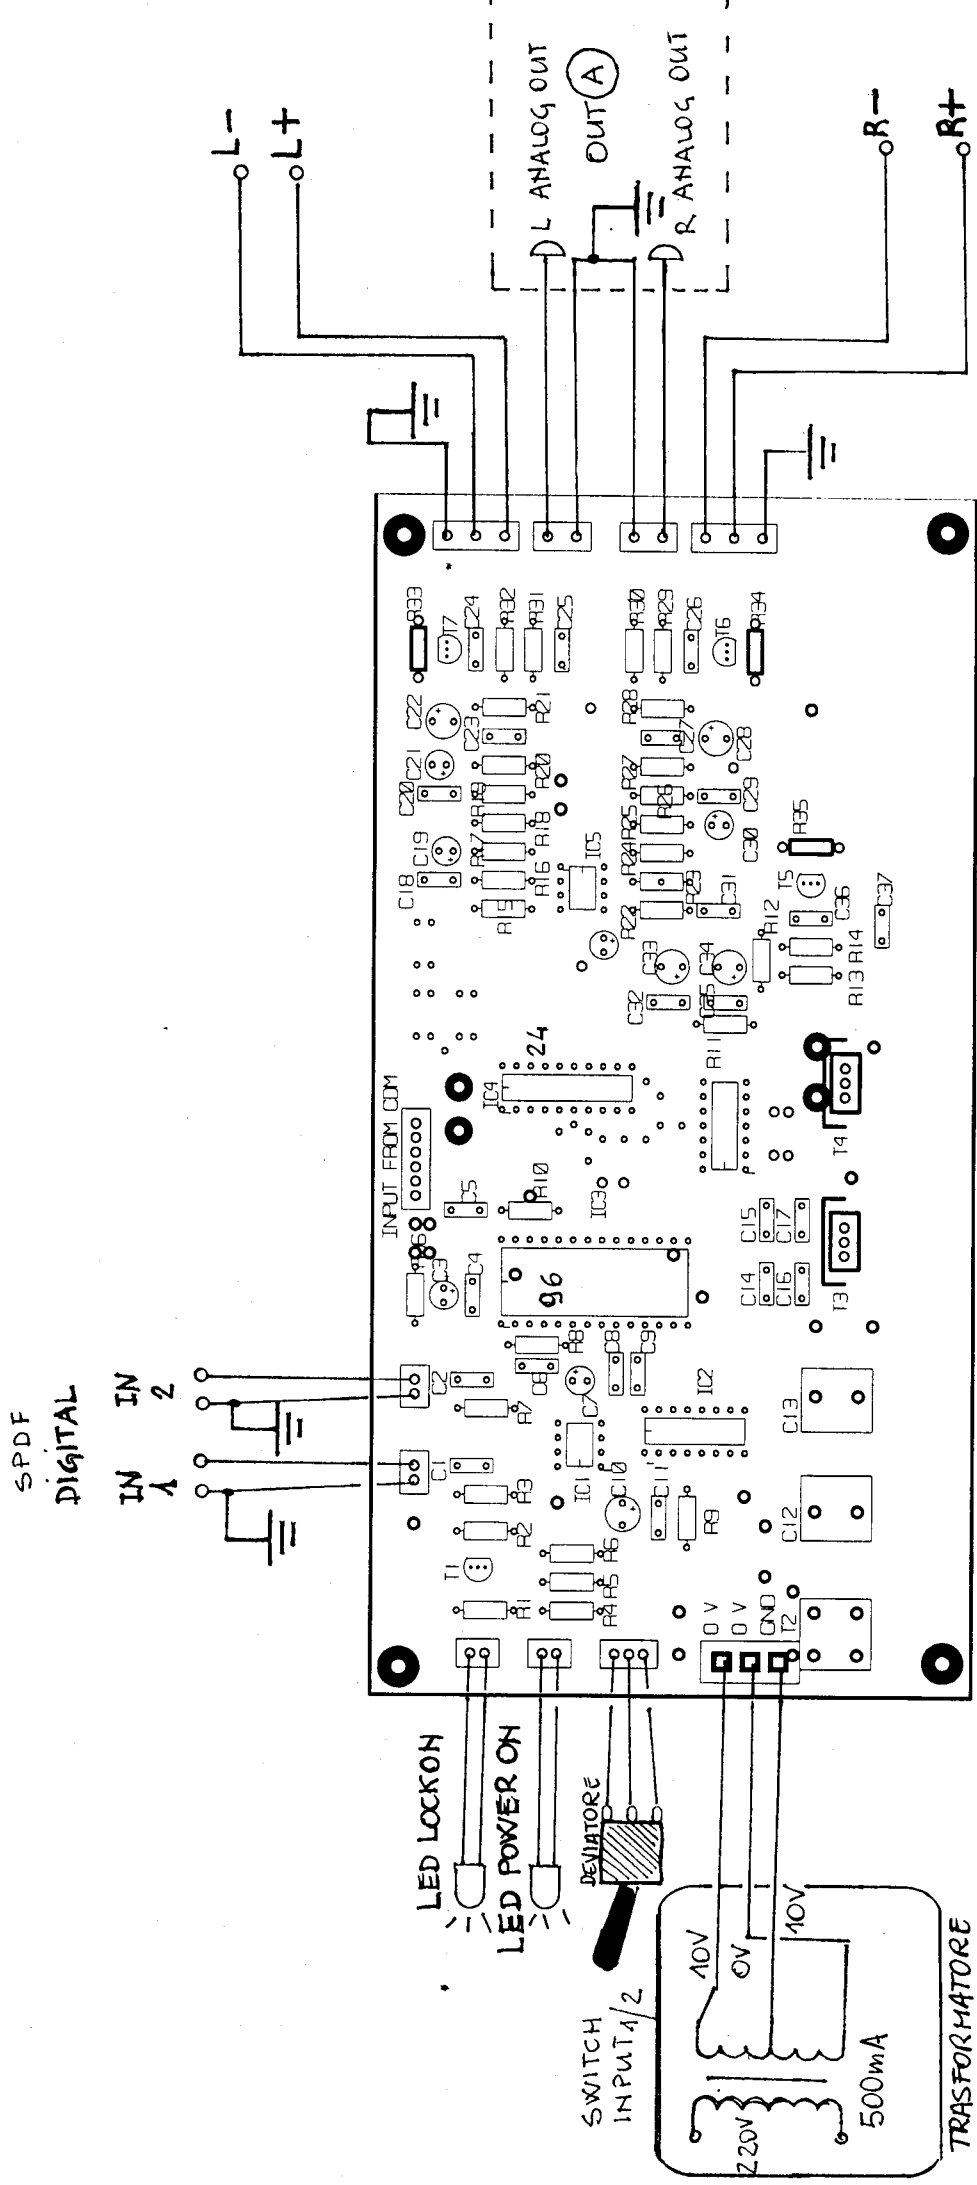 L-
L+
L ANALOG OUT
OUT A
R ANALOG OUT
R-
R+
SPDF
DIGITAL
IN 1
IN 2
INPUT FROM CDM
LED LOCKON
LED POWER ON
DEVIATORE
SWITCH
INPUT 1/2
TRASFORMATORE
220V
500mA
10V
0V
10V
0 V
0 V
GND
T2
T1
R1
R2
R3
R4
R5
R6
R7
R8
R9
R10
R11
R12
R13
R14
R15
R16
R17
R18
R19
R20
R21
R22
R23
R24
R25
R26
R27
R28
R29
R30
R31
R32
R33
R34
R35
C1
C2
C3
C4
C5
C6
C7
C8
C9
C10
C11
C12
C13
C14
C15
C16
C17
C18
C19
C20
C21
C22
C23
C24
C25
C26
C27
C28
C29
C30
C31
C32
C33
C34
C35
C36
C37
IC1
IC2
IC3
IC4
IC5
96
24
T3
T4
T5
T6
T7